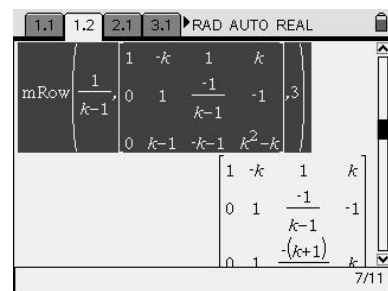 1.1 1.2 2.1 3.1 RAD AUTO REAL
1 -k 1 k
mRow( 1/(k-1), 0 1 -1/(k-1) -1 ,3)
0 k-1 -k-1 k²-k
1 -k 1 k
0 1 -1/(k-1) -1
0 1 -(k+1) k
7/11